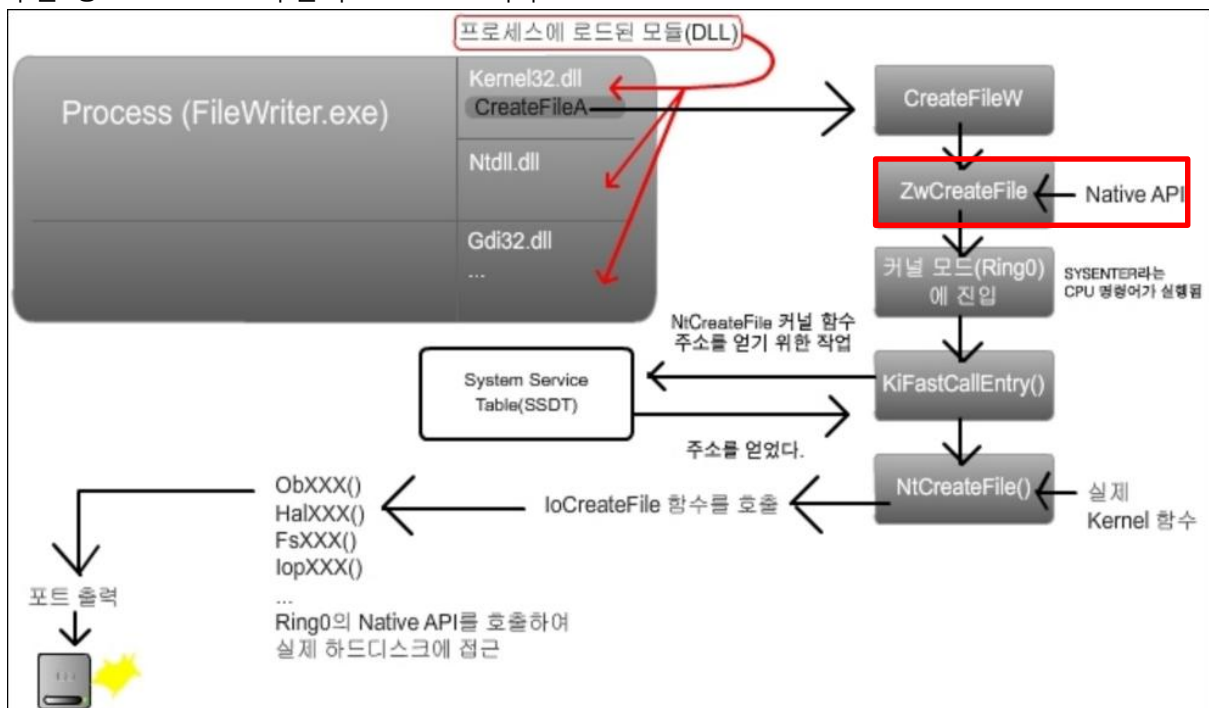 프로세스에 로드된 모듈(DLL)
Process (FileWriter.exe)
Kernel32.dll
CreateFileA
Ntdll.dll
Gdi32.dll
...
CreateFileW
ZwCreateFile
Native API
커널 모드(Ring0)
에 진입
SYSENTER라는
CPU 명령어가 실행됨
NtCreateFile 커널 함수
주소를 얻기 위한 작업
System Service
Table(SSDT)
KiFastCallEntry()
주소를 얻었다.
NtCreateFile()
실제
Kernel 함수
IoCreateFile 함수를 호출
ObXXX()
HalXXX()
FsXXX()
IopXXX()
...
Ring0의 Native API를 호출하여
실제 하드디스크에 접근
포트 출력